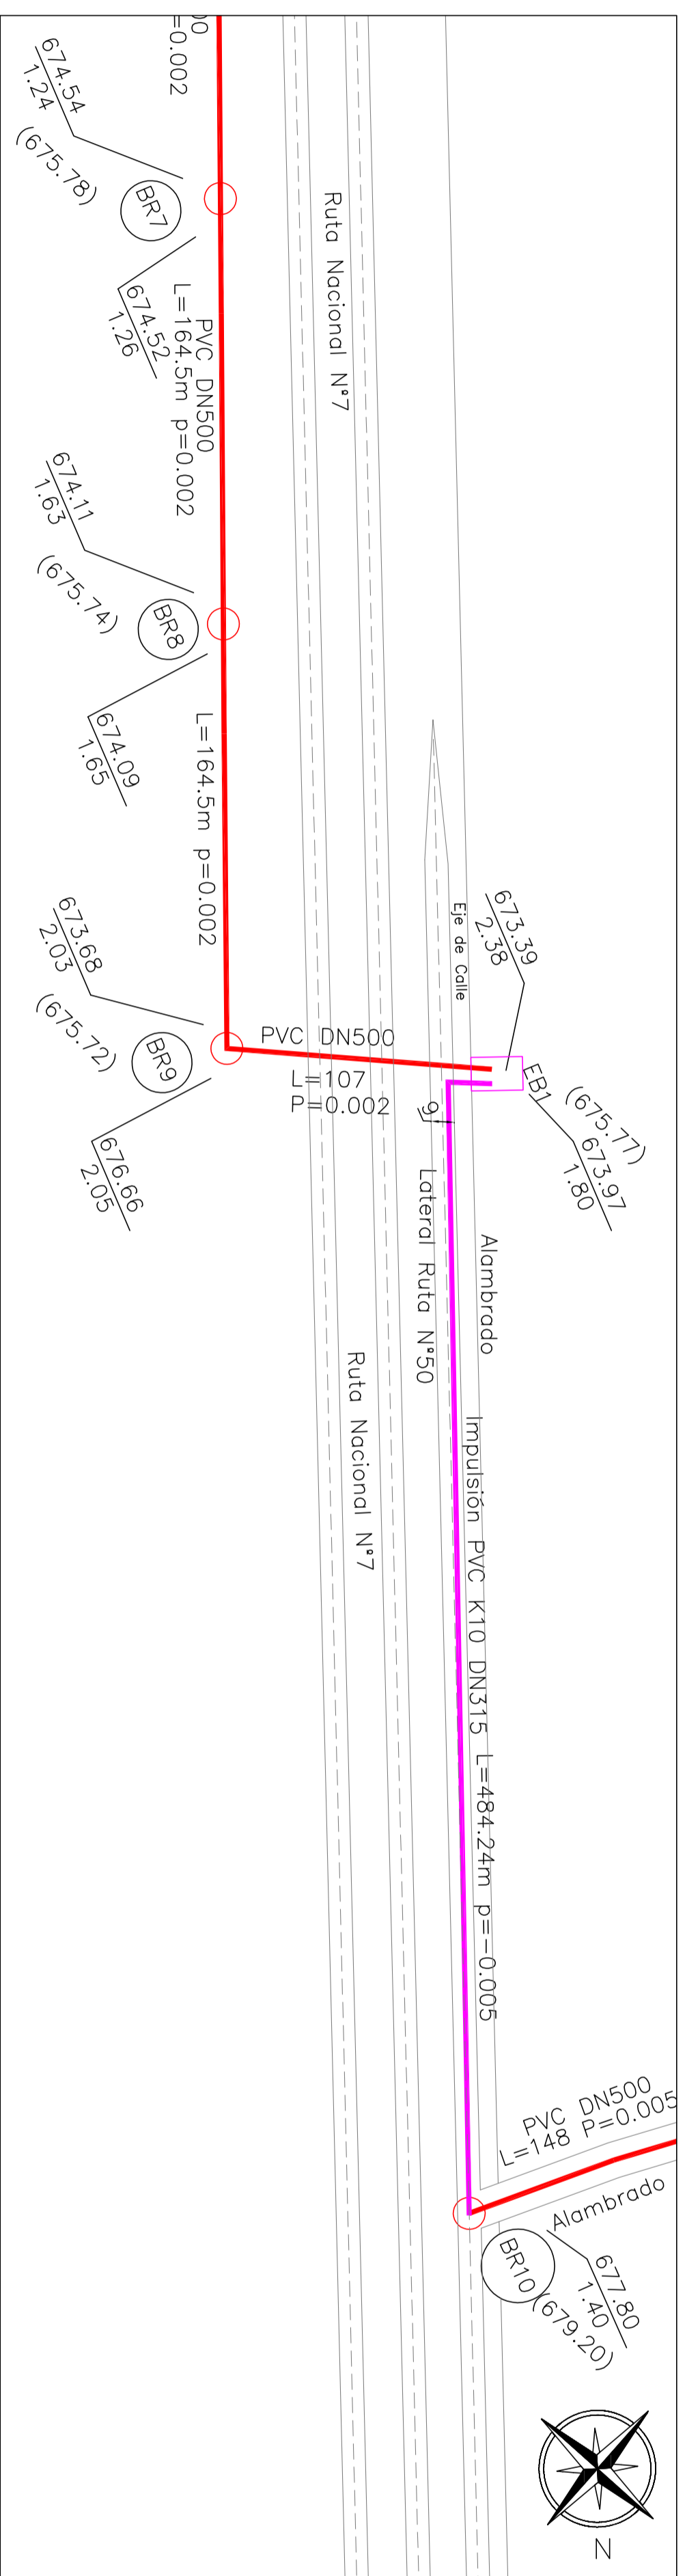 00
=0.002
674.54
1.24
(675.78)
BR7
674.52
1.26
PVC DN500
L=164.5m p=0.002
Ruta Nacional N°7
674.11
1.63
(675.74)
BR8
674.09
1.65
L=164.5m p=0.002
673.68
2.03
(675.72)
BR9
676.66
2.05
PVC DN500
L=107
P=0.002
Eje de Calle
673.39
2.38
EB1
(675.77)
673.97
1.80
9
Lateral Ruta N°50
Alambrado
Ruta Nacional N°7
Impulsión PVC K10 DN315 L=484.24m p=-0.005
PVC DN500
L=148 P=0.005
Alambrado
BR10
677.80
1.40
(679.20)
N